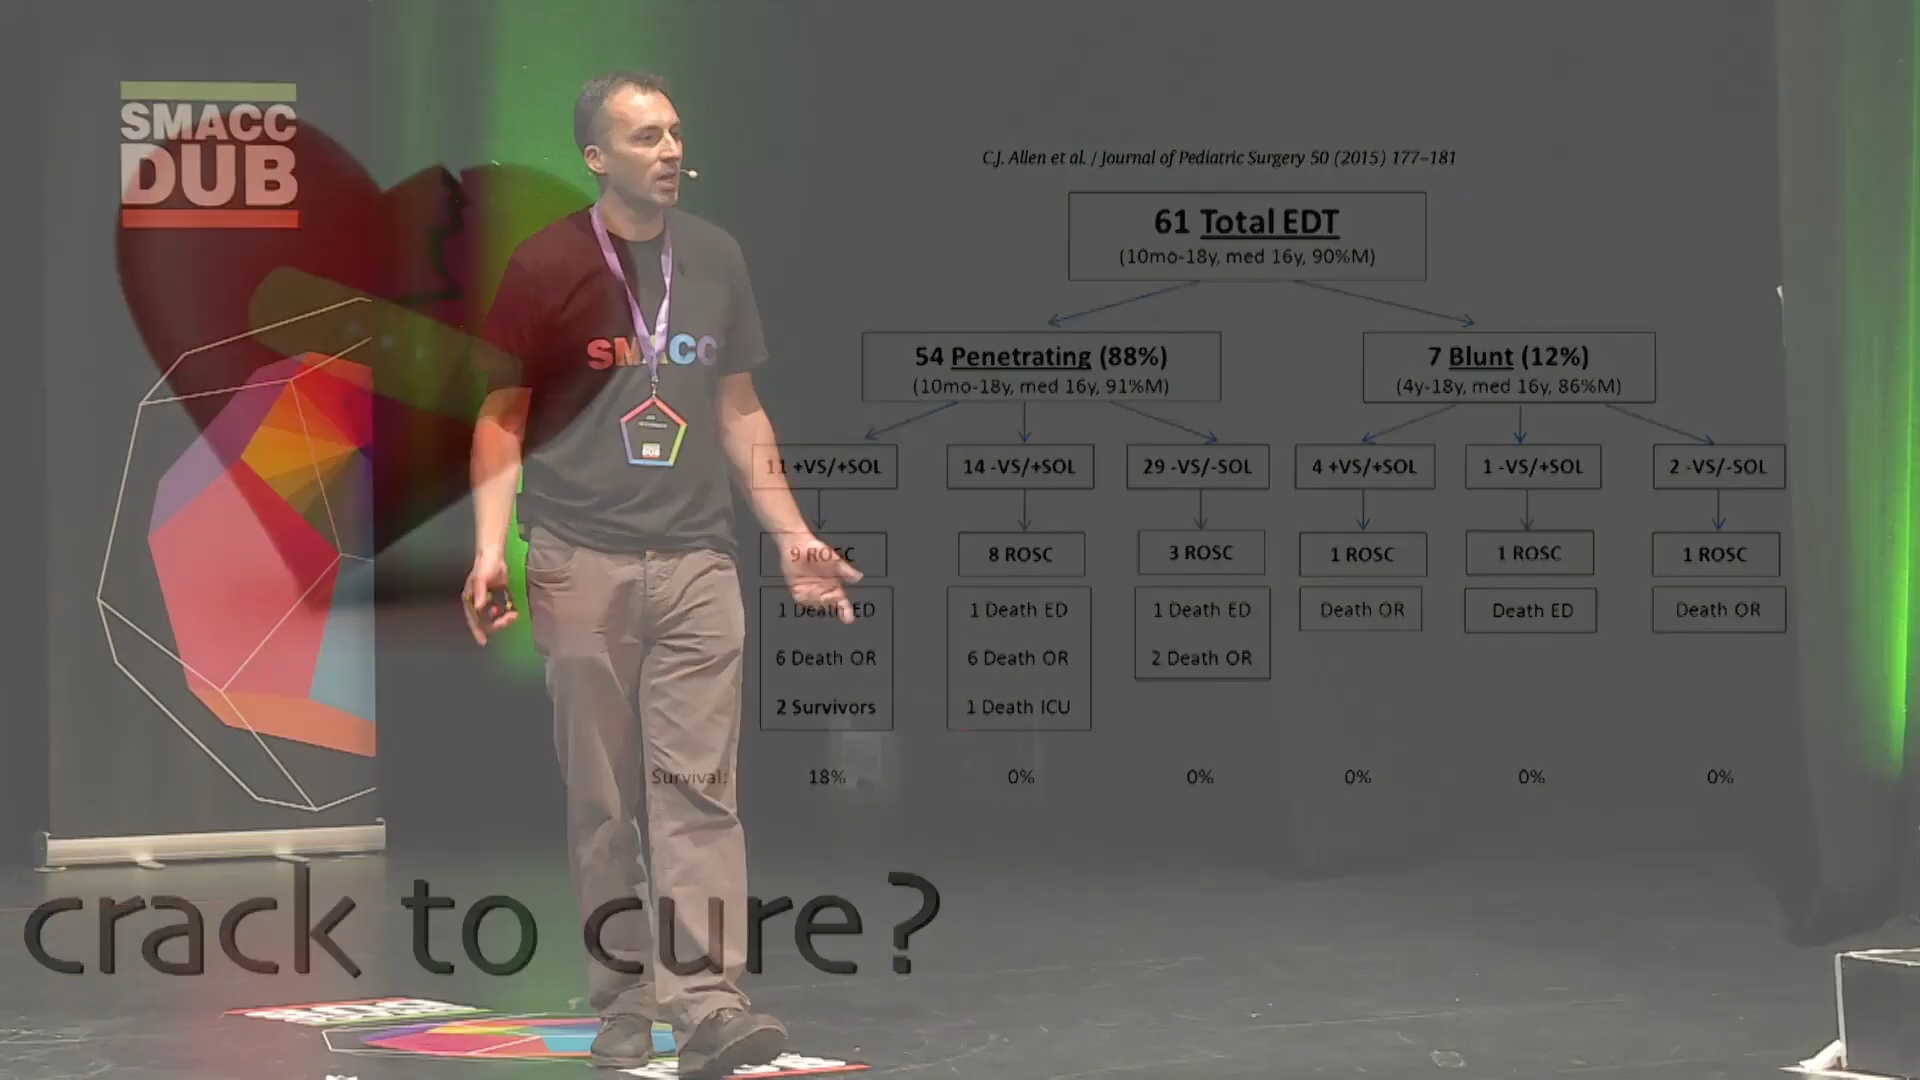 SMACC
DUB
C.J. Allen et al. / Journal of Pediatric Surgery 50 (2015) 177–181
61 Total EDT
(10mo-18y, med 16y, 90%M)
54 Penetrating (88%)
(10mo-18y, med 16y, 91%M)
7 Blunt (12%)
(4y-18y, med 16y, 86%M)
SMACC
11 +VS/+SOL
14 -VS/+SOL
29 -VS/-SOL
4 +VS/+SOL
1 -VS/+SOL
2 -VS/-SOL
9 ROSC
8 ROSC
3 ROSC
1 ROSC
1 ROSC
1 ROSC
1 Death ED
6 Death OR
2 Survivors
1 Death ED
6 Death OR
1 Death ICU
1 Death ED
2 Death OR
Death OR
Death ED
Death OR
Survival: 18% 0% 0% 0% 0% 0%
crack to cure?